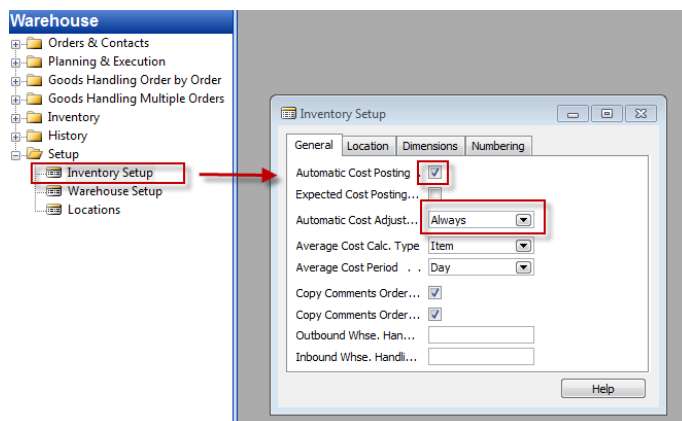 Warehouse
Orders & Contacts
Planning & Execution
Goods Handling Order by Order
Goods Handling Multiple Orders
Inventory
History
Setup
Inventory Setup
Warehouse Setup
Locations
Inventory Setup
General Location Dimensions Numbering
Automatic Cost Posting .
Expected Cost Posting...
Automatic Cost Adjust... Always
Average Cost Calc. Type Item
Average Cost Period . . Day
Copy Comments Order...
Copy Comments Order...
Outbound Whse. Han...
Inbound Whse. Handli...
Help